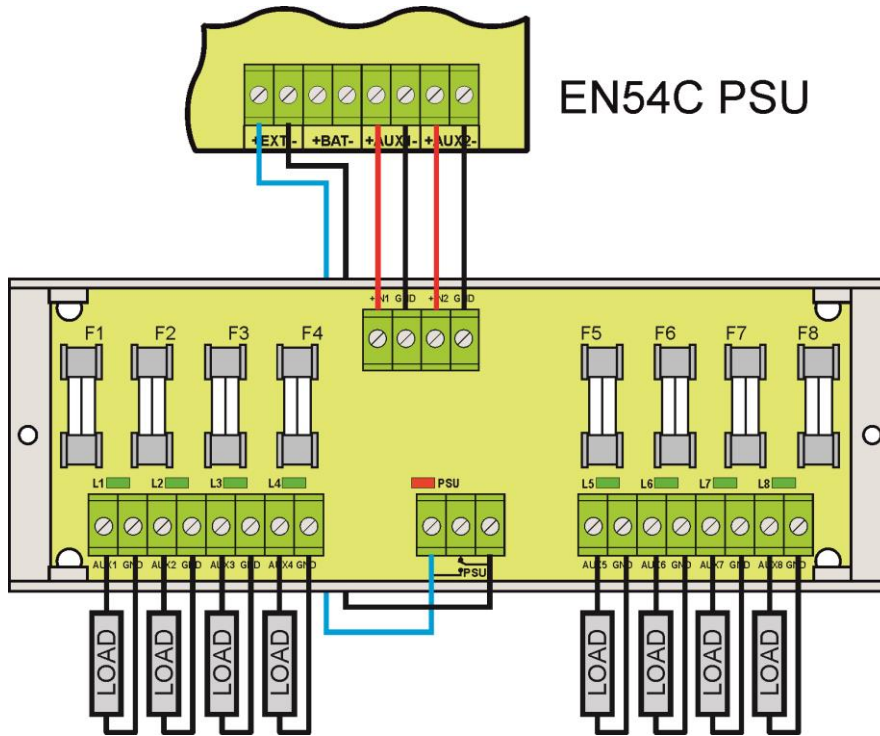 EN54C PSU
+EXT- +BAT- +AUX1- +AUX2-
+IN1 GND +IN2 GND
F1 F2 F3 F4 F5 F6 F7 F8
L1 L2 L3 L4 PSU L5 L6 L7 L8
AUX1 GND AUX2 GND AUX3 GND AUX4 GND PSU AUX5 GND AUX6 GND AUX7 GND AUX8 GND
LOAD LOAD LOAD LOAD LOAD LOAD LOAD LOAD